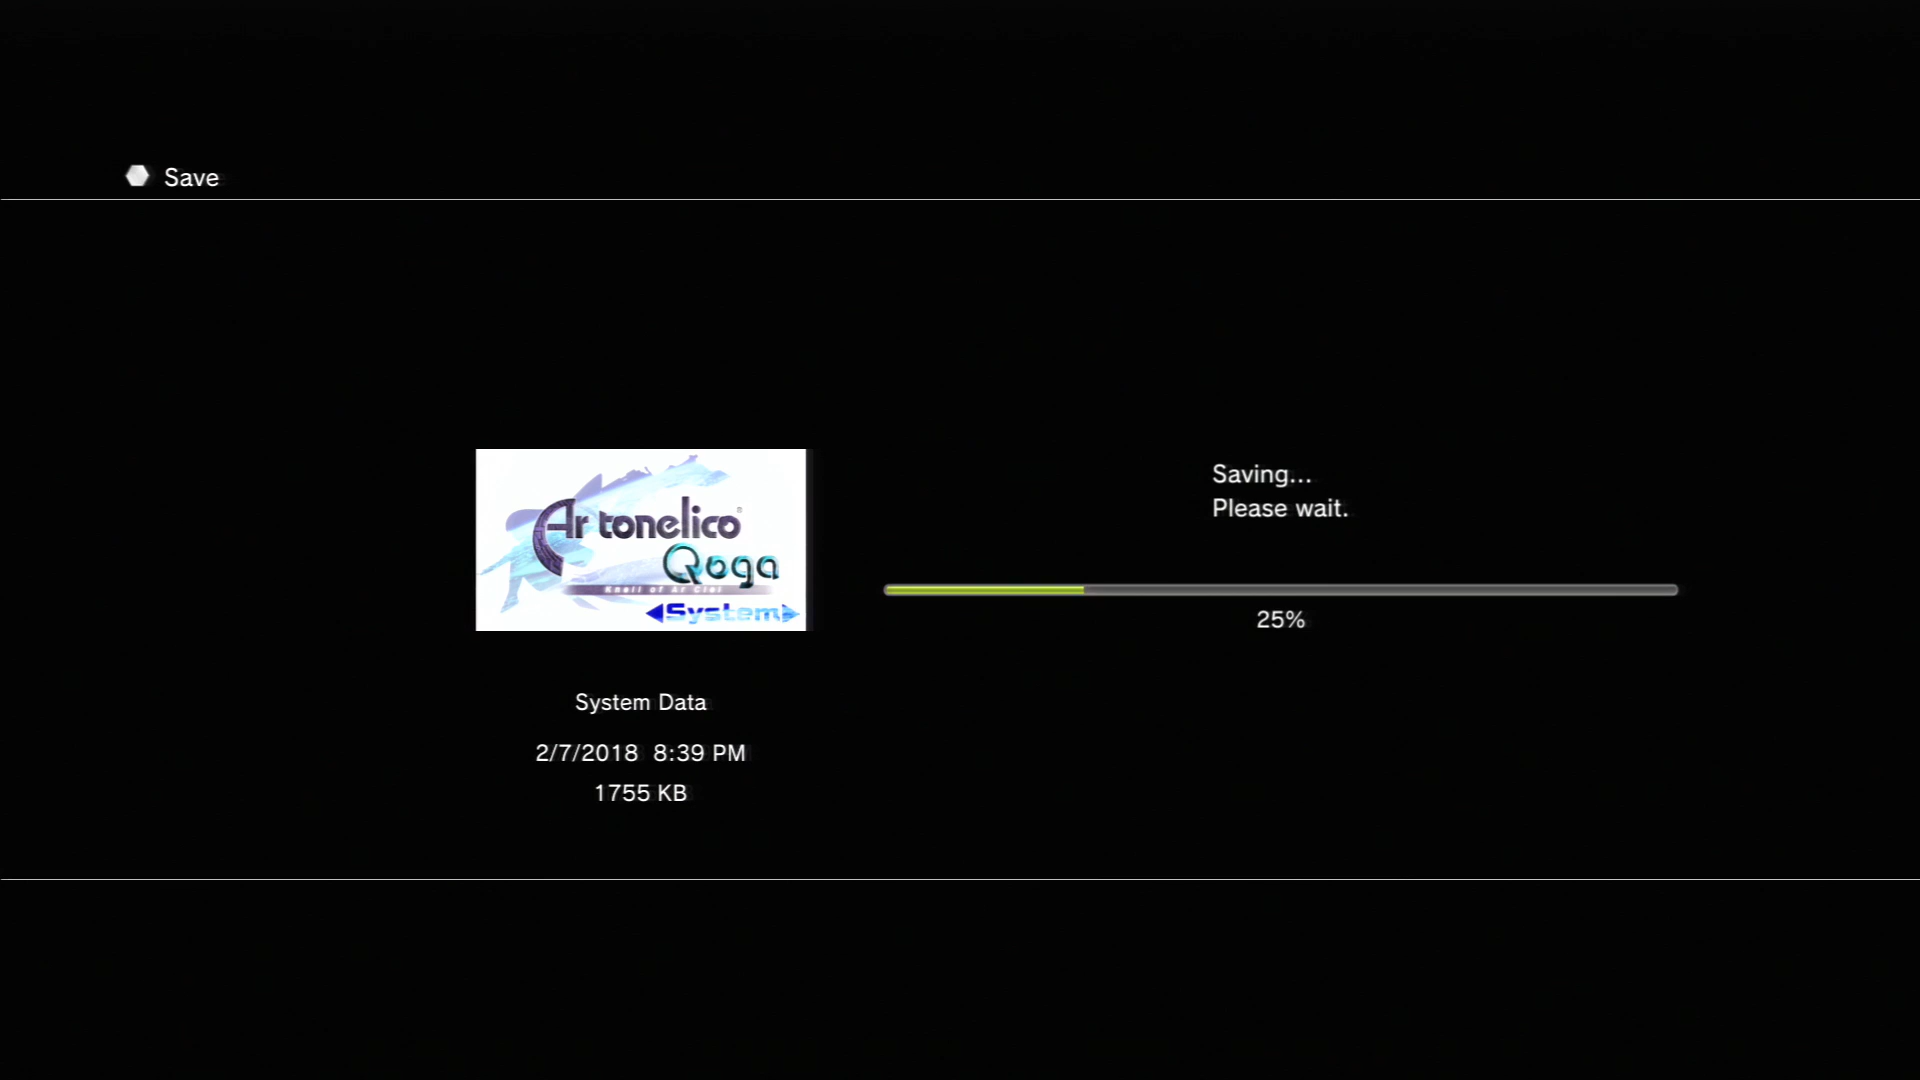 Save
Ar tonelico®
Qoga
Knell of Ar Ciel
System
Saving...
Please wait.
25%
System Data
2/7/2018 8:39 PM
1755 KB